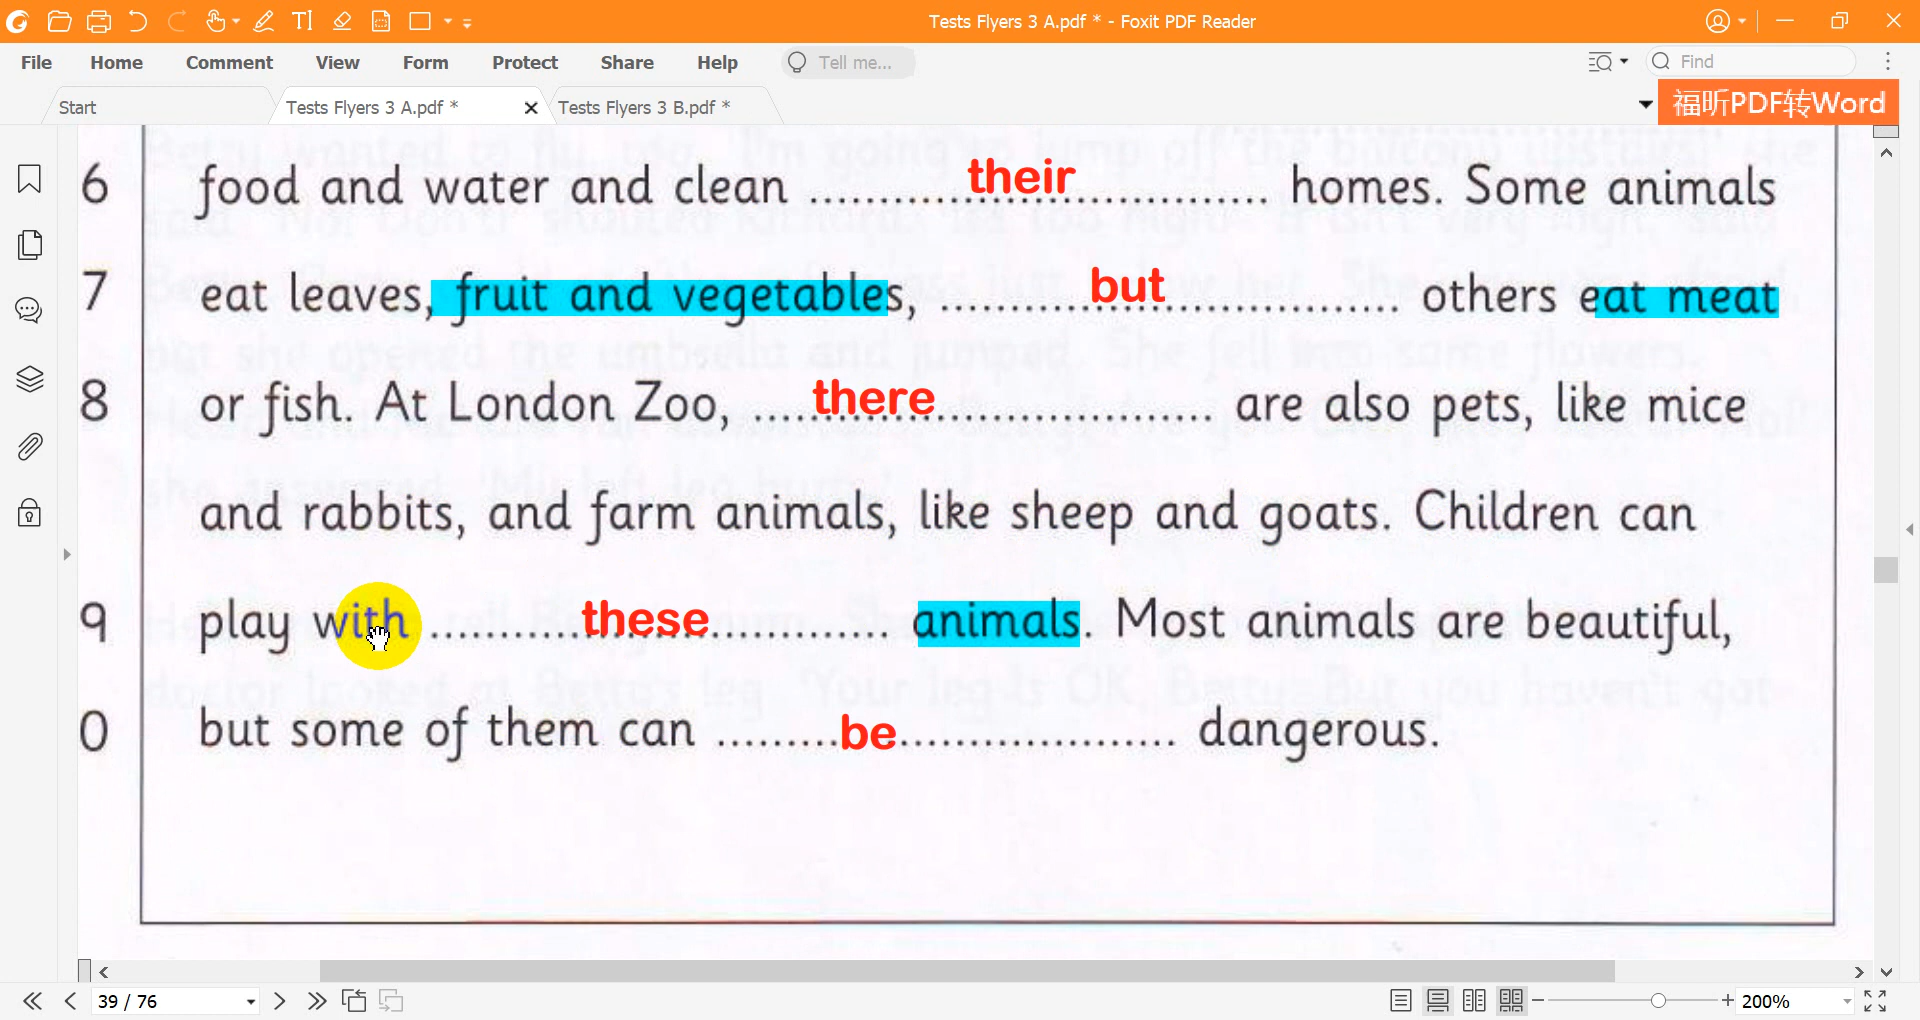 Tests Flyers 3 A.pdf * - Foxit PDF Reader
File Home Comment View Form Protect Share Help Tell me... Find
Start Tests Flyers 3 A.pdf * Tests Flyers 3 B.pdf * 福昕PDF转Word
6 food and water and clean ........ their ........ homes. Some animals
7 eat leaves, fruit and vegetables, ........ but ........ others eat meat
8 or fish. At London Zoo, ........ there ........ are also pets, like mice
and rabbits, and farm animals, like sheep and goats. Children can
9 play with ........ these ........ animals. Most animals are beautiful,
0 but some of them can ........ be ........ dangerous.
39 / 76 200%